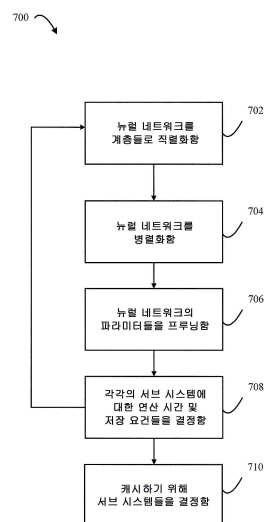 700
702
뉴럴 네트워크를
계층들로 직렬화함
704
뉴럴 네트워크를
병렬화함
706
뉴럴 네트워크의
파라미터들을 프루닝함
708
각각의 서브 시스템에
대한 연산 시간 및
저장 요건들을 결정함
710
캐시하기 위해
서브 시스템들을 결정함